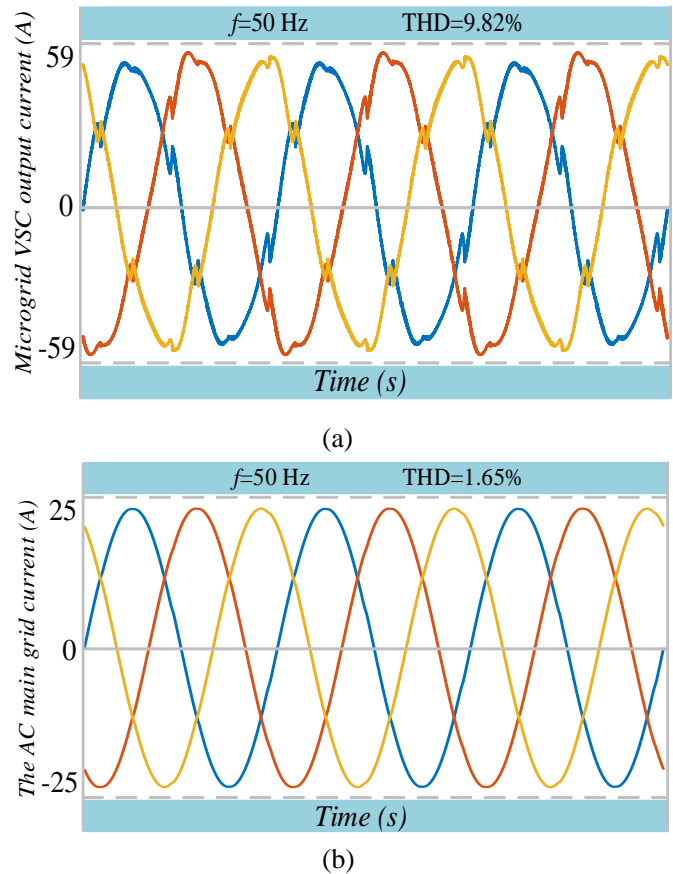 f=50 Hz THD=9.82%
Microgrid VSC output current (A)
59
0
-59
Time (s)
(a)
f=50 Hz THD=1.65%
The AC main grid current (A)
25
0
-25
Time (s)
(b)